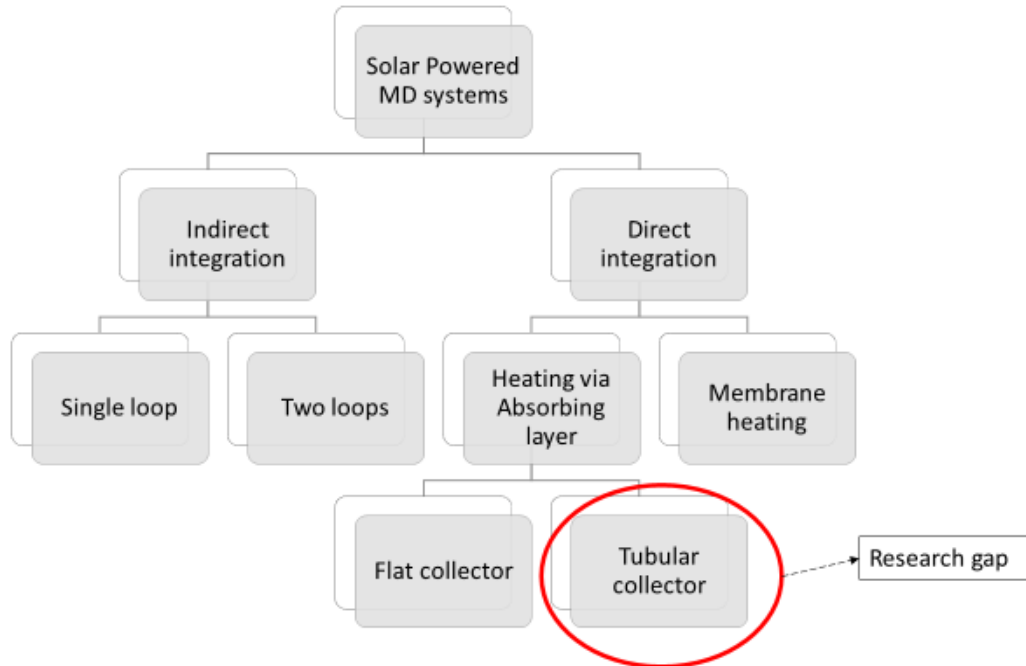 Solar Powered
MD systems
Indirect
integration
Direct
integration
Single loop
Two loops
Heating via
Absorbing
layer
Membrane
heating
Flat collector
Tubular
collector
Research gap